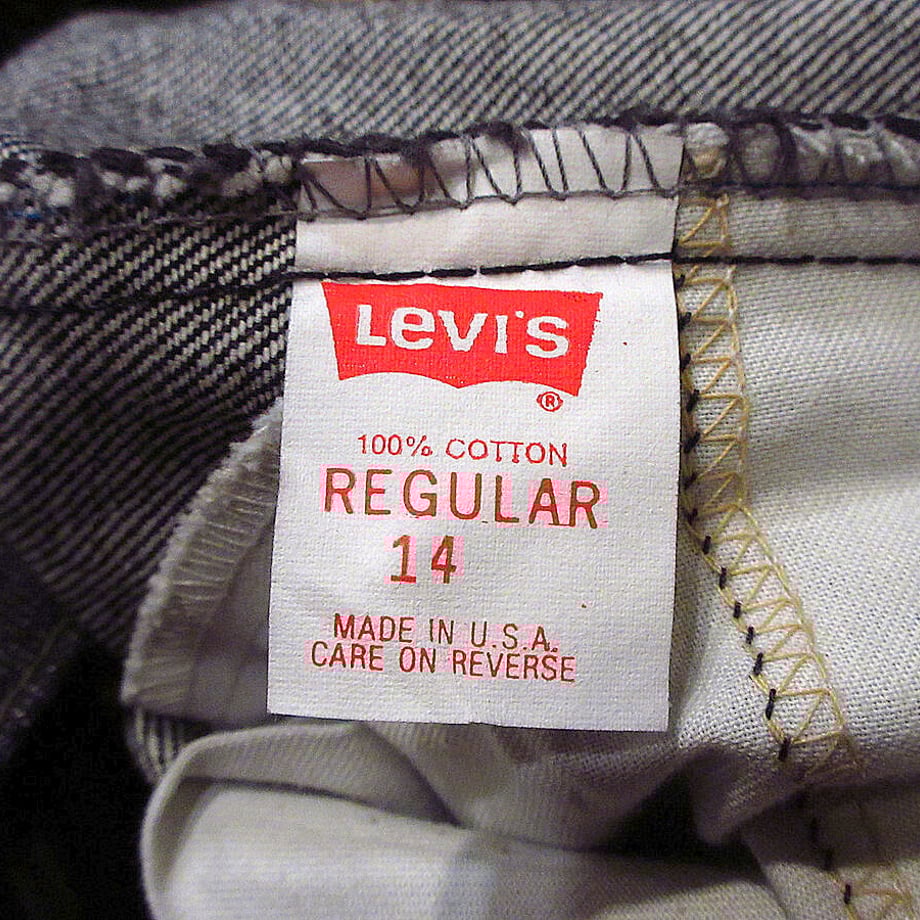 Levi's
®
100% COTTON
REGULAR
14
MADE IN U.S.A.
CARE ON REVERSE